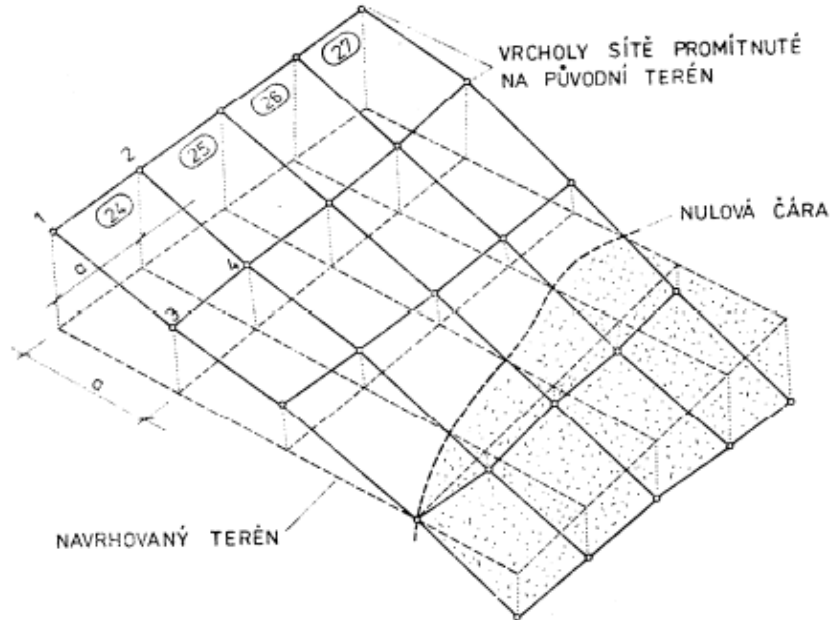 27
VRCHOLY SÍTĚ PROMÍTNUTÉ
NA PŮVODNÍ TERÉN
26
2
25
1
24
NULOVÁ ČÁRA
a
4
3
a
NAVRHOVANÝ TERÉN